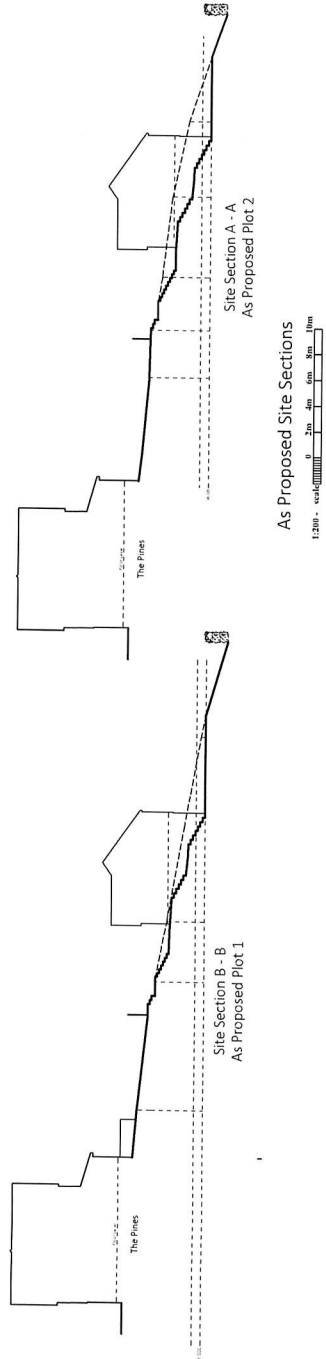 The Pines
Site Section A - A
As Proposed Plot 2
The Pines
Site Section B - B
As Proposed Plot 1
As Proposed Site Sections
1:200 - scale
0 2m 4m 6m 8m 10m